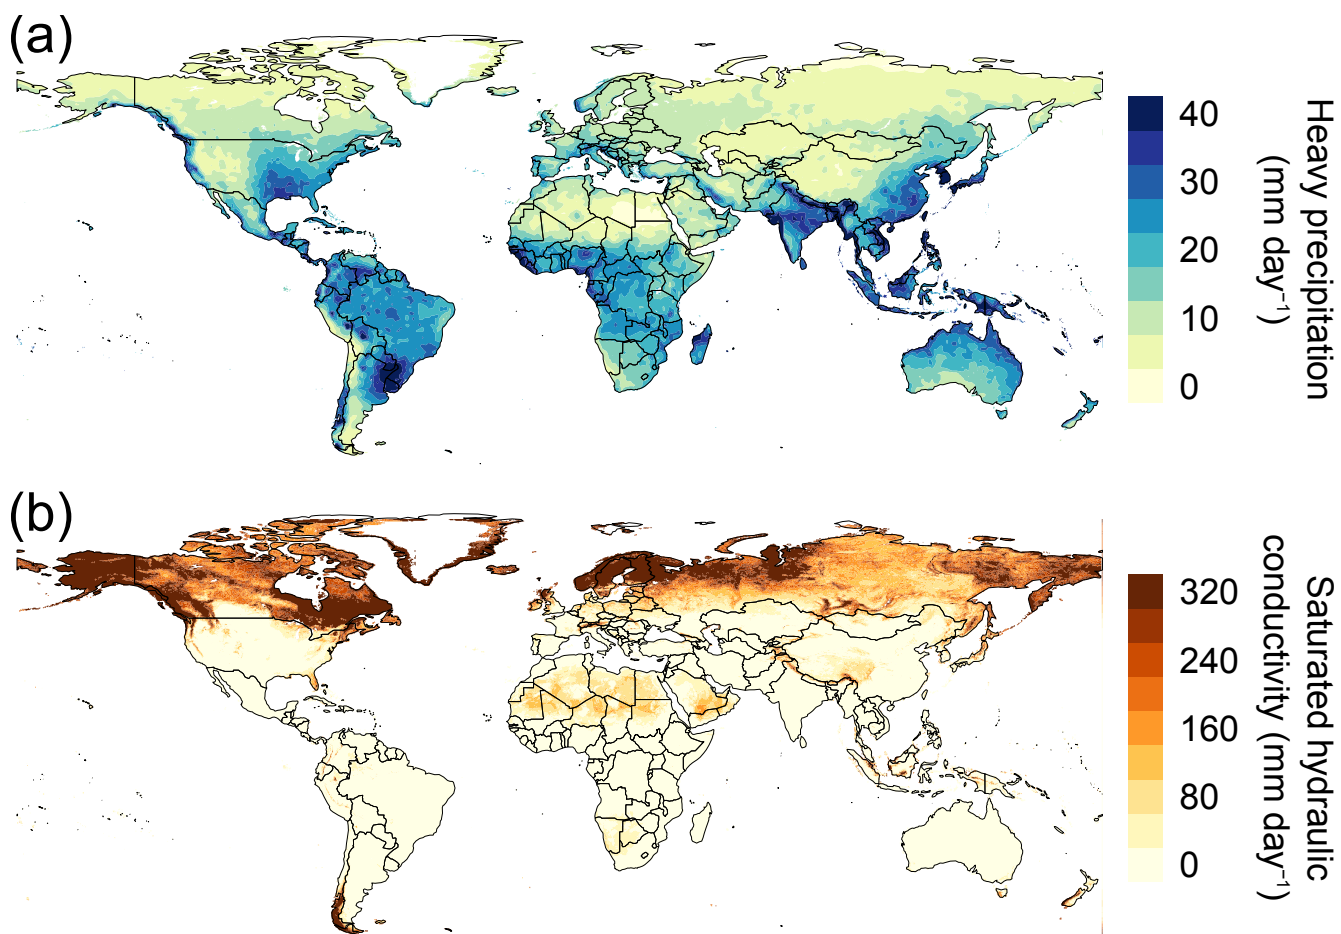 (a)
40
30
20
10
0
Heavy precipitation
(mm day⁻¹)
(b)
320
240
160
80
0
Saturated hydraulic
conductivity (mm day⁻¹)